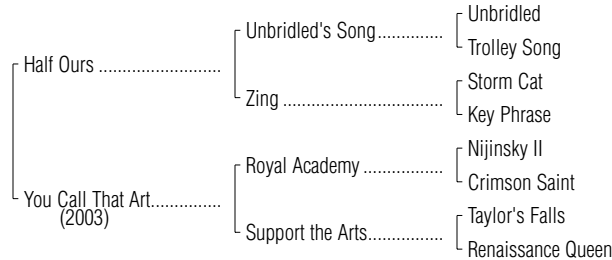 Unbridled
Unbridled's Song..............
Trolley Song
Half Ours ........................
Storm Cat
Zing ..................................
Key Phrase
Nijinsky II
Royal Academy .................
Crimson Saint
You Call That Art...............
(2003)
Taylor's Falls
Support the Arts................
Renaissance Queen